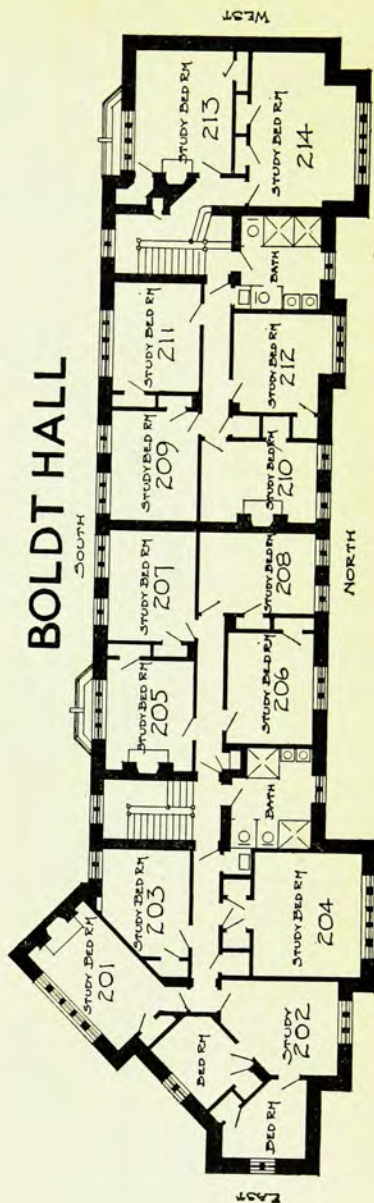 BOLDT HALL
SOUTH
WEST
STUDY BED RM
213
STUDY BED RM
214
BATH
STUDY BED RM
211
STUDY BED RM
212
STUDY BED RM
209
STUDY BED RM
210
STUDY BED RM
207
STUDY BED RM
208
STUDY BED RM
205
STUDY BED RM
206
BATH
STUDY BED RM
203
STUDY BED RM
204
STUDY BED RM
201
STUDY
202
BED RM
BED RM
NORTH
EAST